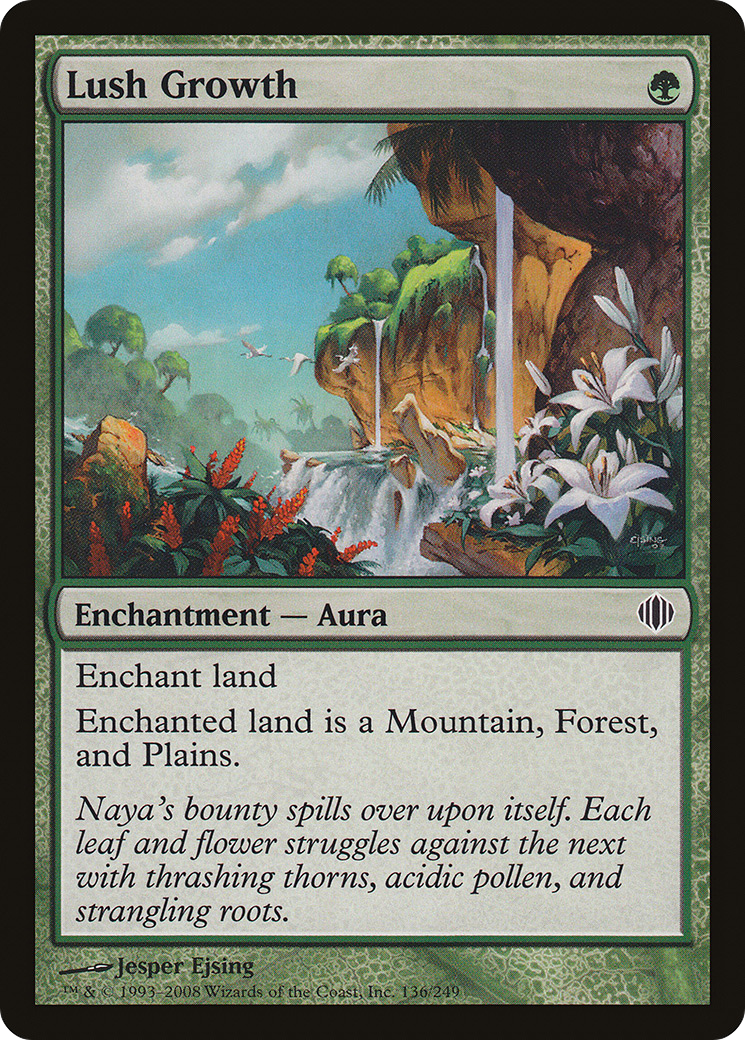 Lush Growth
EJSING
Enchantment — Aura
Enchant land
Enchanted land is a Mountain, Forest,
and Plains.
Naya's bounty spills over upon itself. Each
leaf and flower struggles against the next
with thrashing thorns, acidic pollen, and
strangling roots.
Jesper Ejsing
™ & © 1993–2008 Wizards of the Coast, Inc. 136/249